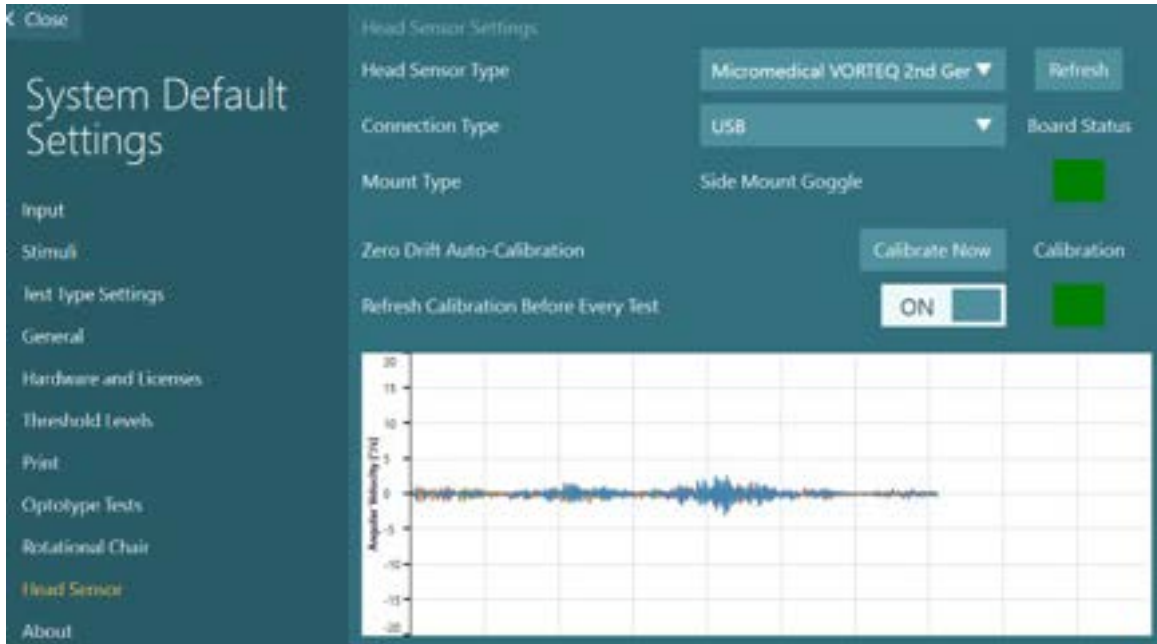 Close
System Default
Settings
Input
Stimuli
Test Type Settings
General
Hardware and Licenses
Threshold Levels
Print
Optotype Tests
Rotational Chair
Head Sensor
About
Head Sensor Settings
Head Sensor Type
Micromedical VORTEQ 2nd Ger
Refresh
Connection Type
USB
Board Status
Mount Type
Side Mount Goggle
Zero Drift Auto-Calibration
Calibrate Now
Calibration
Refresh Calibration Before Every Test
ON
Angular Velocity (°/s)
20
15
10
5
0
-5
-10
-15
-20